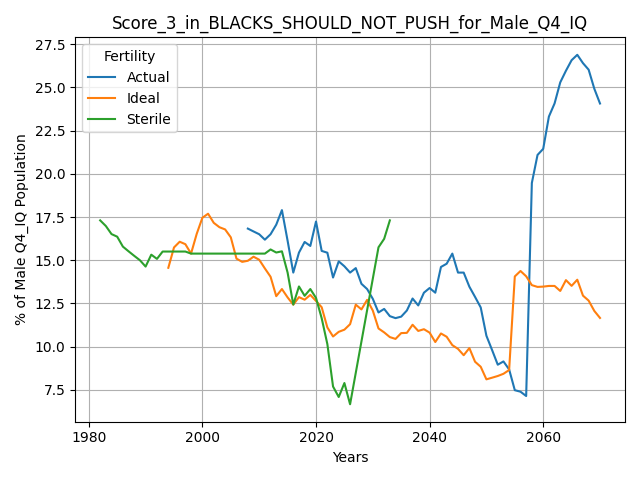 Score_3_in_BLACKS_SHOULD_NOT_PUSH_for_Male_Q4_IQ
Fertility
Actual
Ideal
Sterile
27.5
25.0
22.5
20.0
17.5
15.0
12.5
10.0
7.5
% of Male Q4_IQ Population
1980 2000 2020 2040 2060
Years